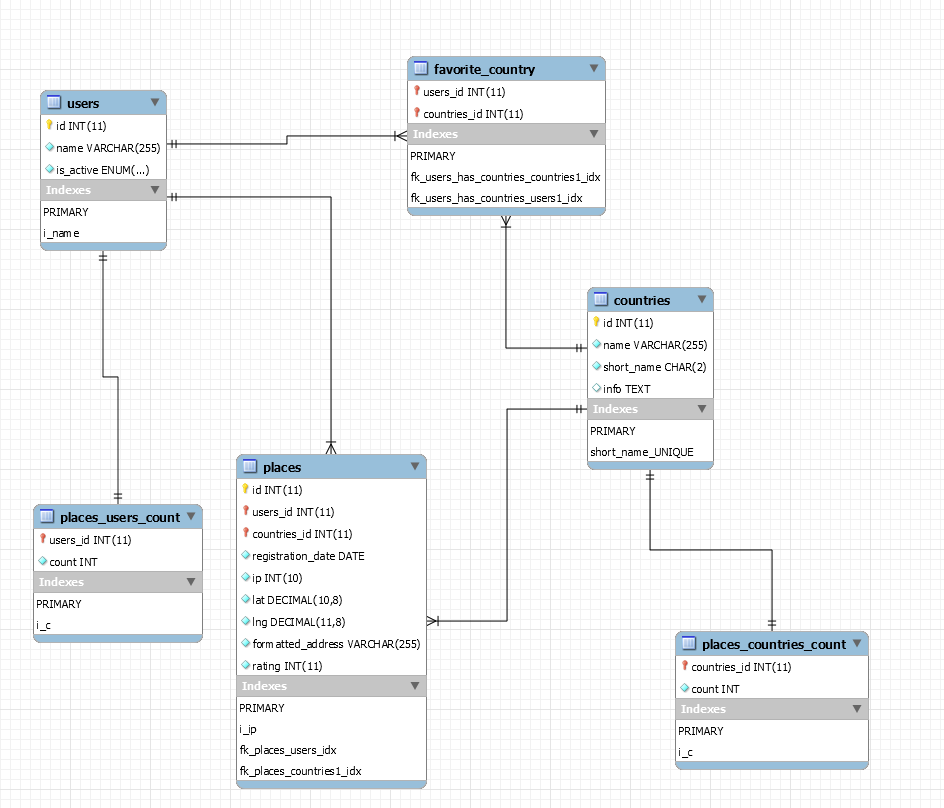 users
id INT(11)
name VARCHAR(255)
is_active ENUM(...)
Indexes
PRIMARY
i_name
favorite_country
users_id INT(11)
countries_id INT(11)
Indexes
PRIMARY
fk_users_has_countries_countries1_idx
fk_users_has_countries_users1_idx
countries
id INT(11)
name VARCHAR(255)
short_name CHAR(2)
info TEXT
Indexes
PRIMARY
short_name_UNIQUE
places
id INT(11)
users_id INT(11)
countries_id INT(11)
registration_date DATE
ip INT(10)
lat DECIMAL(10,8)
lng DECIMAL(11,8)
formatted_address VARCHAR(255)
rating INT(11)
Indexes
PRIMARY
i_ip
fk_places_users_idx
fk_places_countries1_idx
places_users_count
users_id INT(11)
count INT
Indexes
PRIMARY
i_c
places_countries_count
countries_id INT(11)
count INT
Indexes
PRIMARY
i_c